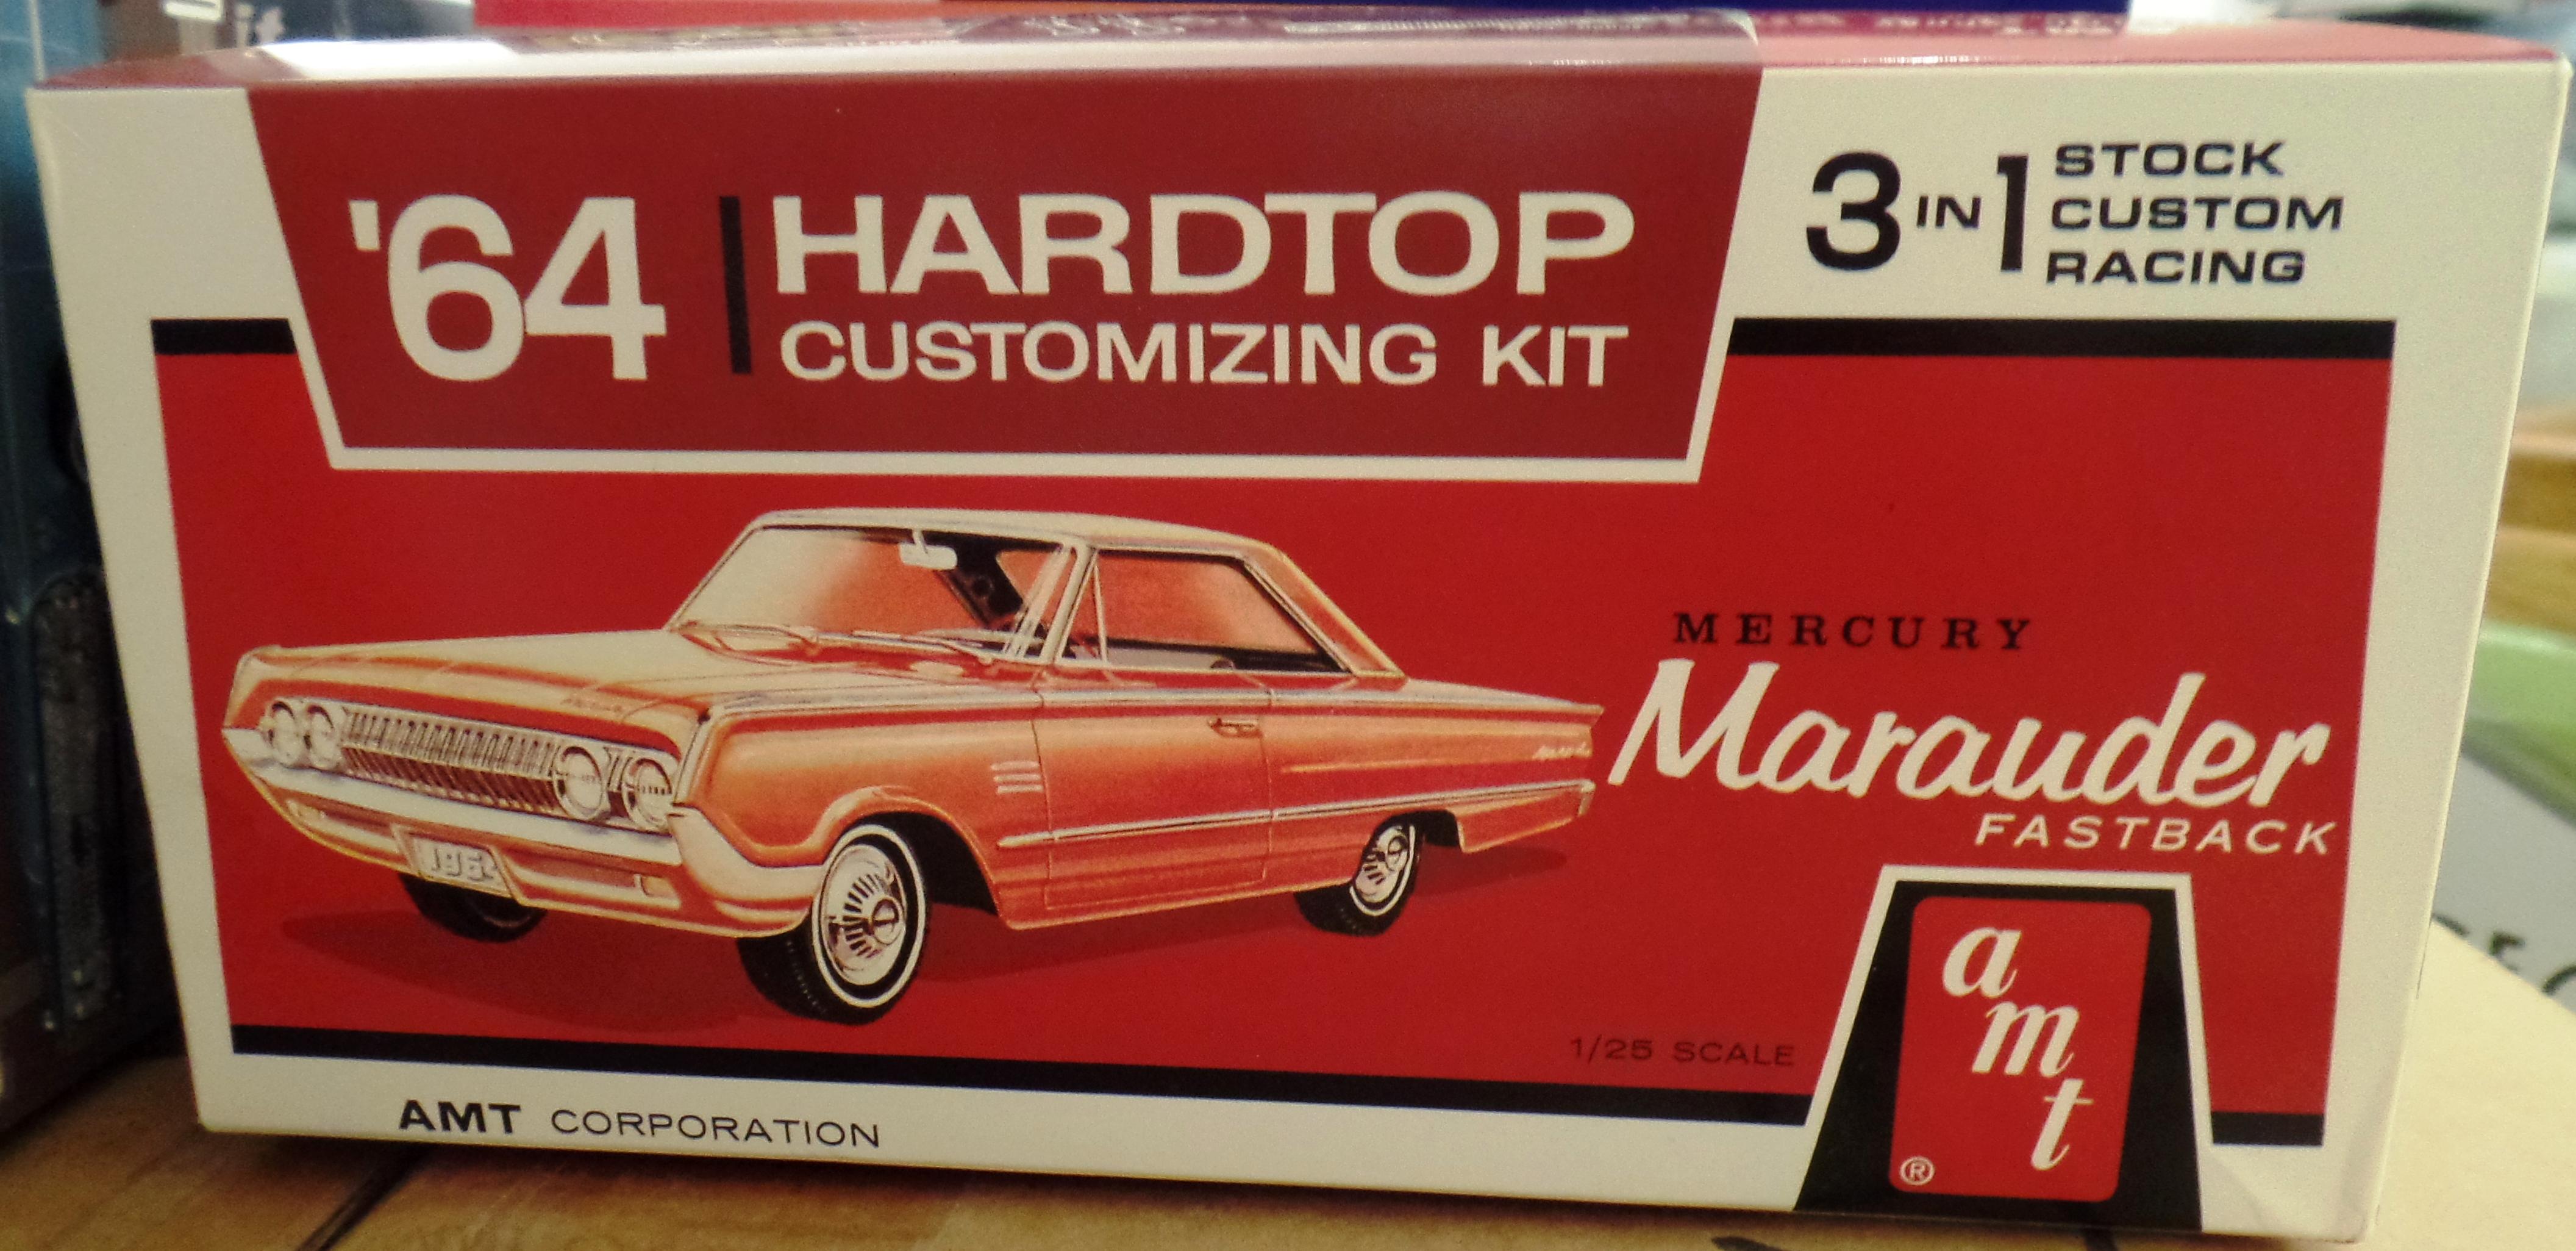 '64 HARDTOP
CUSTOMIZING KIT
3 IN 1
STOCK
CUSTOM
RACING
MERCURY
Marauder
FASTBACK
1/25 SCALE
AMT CORPORATION
amt
®